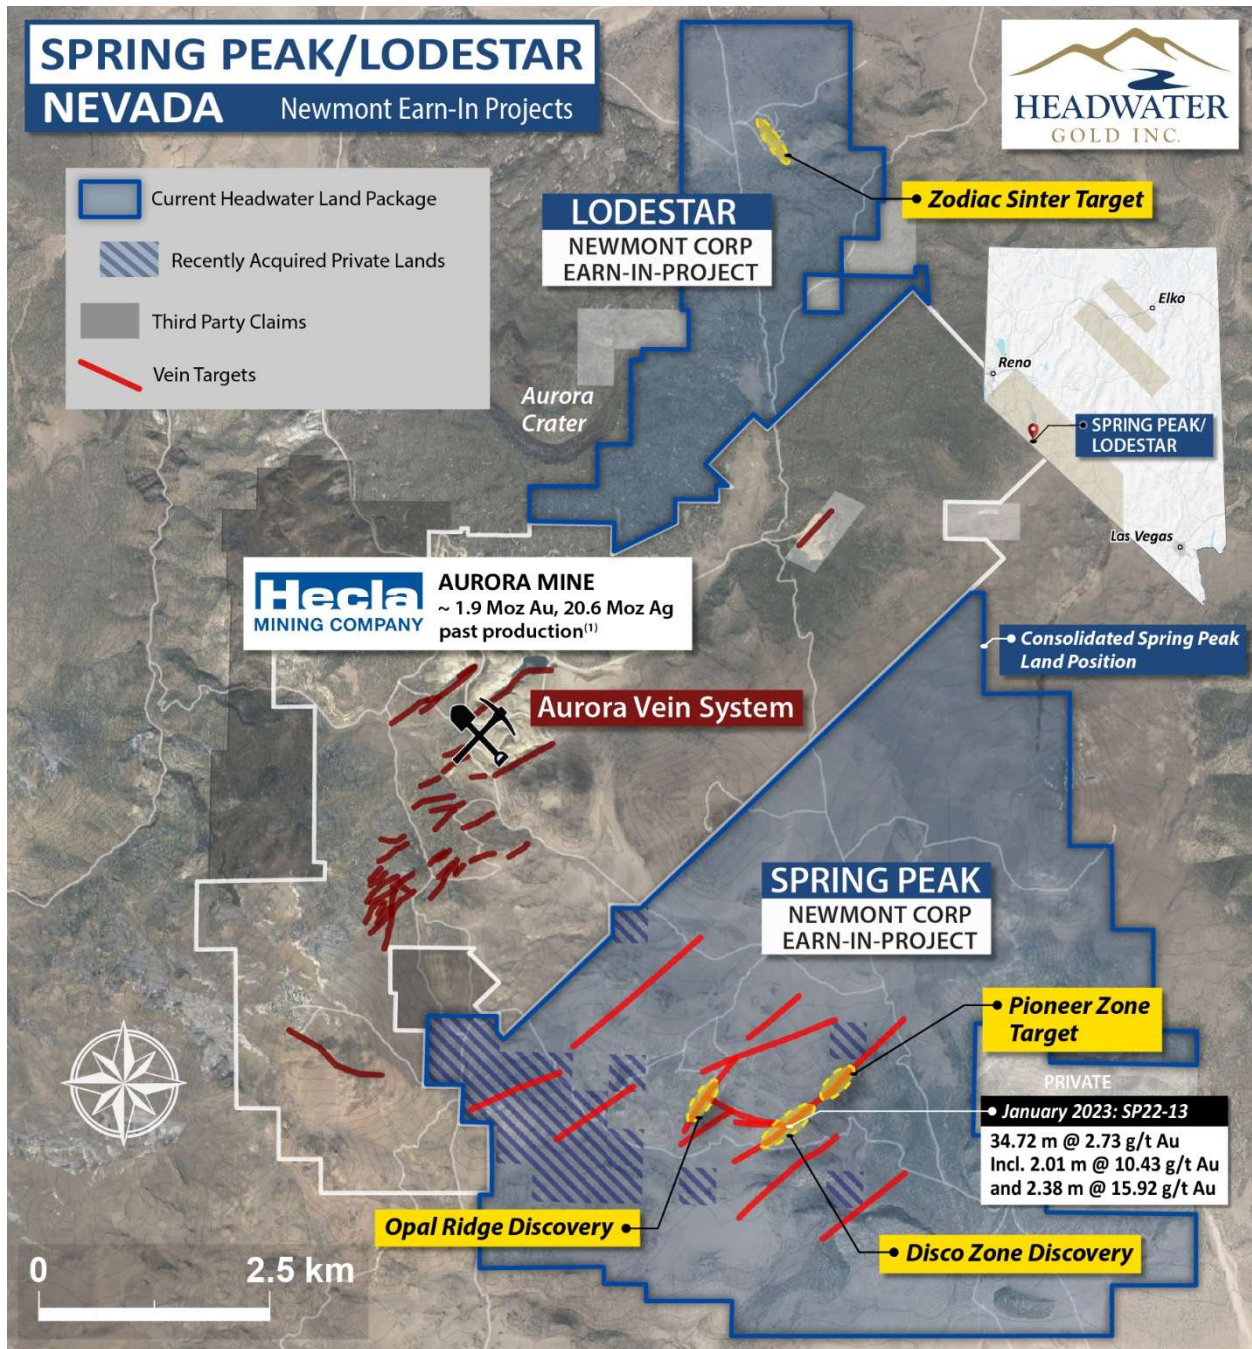 SPRING PEAK/LODESTAR
NEVADA Newmont Earn-In Projects
HEADWATER
GOLD INC.
Current Headwater Land Package
Recently Acquired Private Lands
Third Party Claims
Vein Targets
Zodiac Sinter Target
LODESTAR
NEWMONT CORP
EARN-IN-PROJECT
Aurora
Crater
Elko
Reno
SPRING PEAK/
LODESTAR
Las Vegas
Hecla
MINING COMPANY
AURORA MINE
~ 1.9 Moz Au, 20.6 Moz Ag
past production(1)
Consolidated Spring Peak
Land Position
Aurora Vein System
SPRING PEAK
NEWMONT CORP
EARN-IN-PROJECT
Pioneer Zone
Target
PRIVATE
January 2023: SP22-13
34.72 m @ 2.73 g/t Au
Incl. 2.01 m @ 10.43 g/t Au
and 2.38 m @ 15.92 g/t Au
Opal Ridge Discovery
Disco Zone Discovery
0 2.5 km